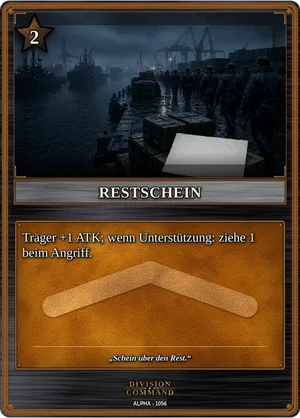 2
RESTSCHEIN
Träger +1 ATK; wenn Unterstützung: ziehe 1
beim Angriff.
„Schein über den Rest.“
DIVISION
COMMAND
ALPHA - 1056